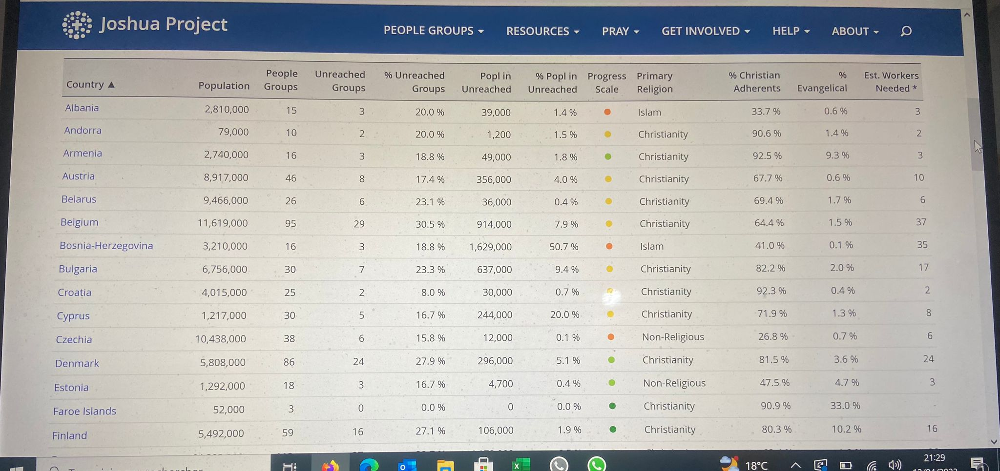 Joshua Project
PEOPLE GROUPS RESOURCES PRAY GET INVOLVED HELP ABOUT
Country ▲ Population People Groups Unreached Groups % Unreached Groups Popl in Unreached % Popl in Unreached Progress Scale Primary Religion % Christian Adherents % Evangelical Est. Workers Needed *
Albania 2,810,000 15 3 20.0 % 39,000 1.4 % Islam 33.7 % 0.6 % 3
Andorra 79,000 10 2 20.0 % 1,200 1.5 % Christianity 90.6 % 1.4 % 2
Armenia 2,740,000 16 3 18.8 % 49,000 1.8 % Christianity 92.5 % 9.3 % 3
Austria 8,917,000 46 8 17.4 % 356,000 4.0 % Christianity 67.7 % 0.6 % 10
Belarus 9,466,000 26 6 23.1 % 36,000 0.4 % Christianity 69.4 % 1.7 % 6
Belgium 11,619,000 95 29 30.5 % 914,000 7.9 % Christianity 64.4 % 1.5 % 37
Bosnia-Herzegovina 3,210,000 16 3 18.8 % 1,629,000 50.7 % Islam 41.0 % 0.1 % 35
Bulgaria 6,756,000 30 7 23.3 % 637,000 9.4 % Christianity 82.2 % 2.0 % 17
Croatia 4,015,000 25 2 8.0 % 30,000 0.7 % Christianity 92.3 % 0.4 % 2
Cyprus 1,217,000 30 5 16.7 % 244,000 20.0 % Christianity 71.9 % 1.3 % 8
Czechia 10,438,000 38 6 15.8 % 12,000 0.1 % Non-Religious 26.8 % 0.7 % 6
Denmark 5,808,000 86 24 27.9 % 296,000 5.1 % Christianity 81.5 % 3.6 % 24
Estonia 1,292,000 18 3 16.7 % 4,700 0.4 % Non-Religious 47.5 % 4.7 % 3
Faroe Islands 52,000 3 0 0.0 % 0 0.0 % Christianity 90.9 % 33.0 % -
Finland 5,492,000 59 16 27.1 % 106,000 1.9 % Christianity 80.3 % 10.2 % 16
18°C 21:29